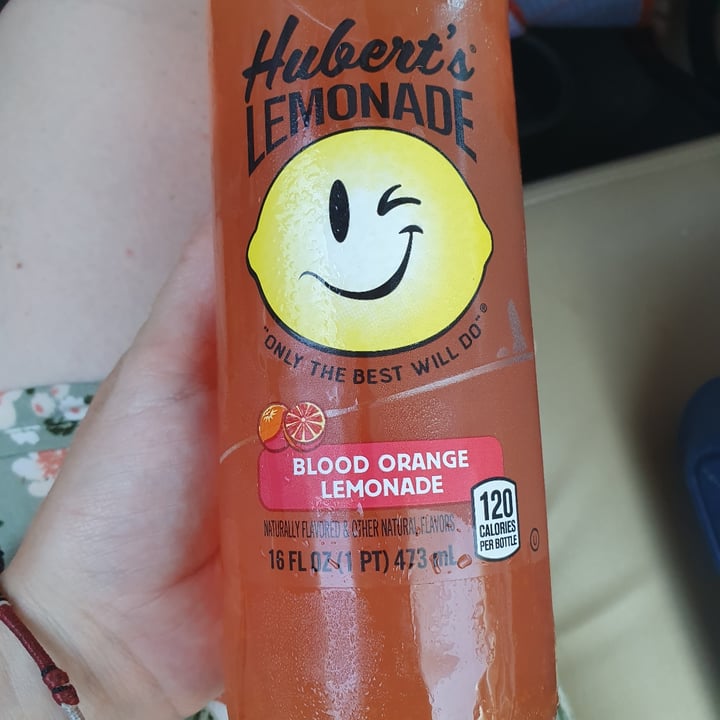 Hubert's
LEMONADE
"ONLY THE BEST WILL DO"®
BLOOD ORANGE
LEMONADE
NATURALLY FLAVORED & OTHER NATURAL FLAVORS
16 FL OZ (1 PT) 473 mL
120
CALORIES
PER BOTTLE
U